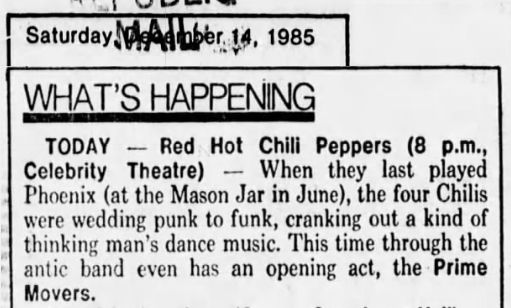 PUBLIC
MAIL
Saturday, December 14, 1985
WHAT'S HAPPENING
TODAY — Red Hot Chili Peppers (8 p.m.,
Celebrity Theatre) — When they last played
Phoenix (at the Mason Jar in June), the four Chilis
were wedding punk to funk, cranking out a kind of
thinking man's dance music. This time through the
antic band even has an opening act, the Prime
Movers.